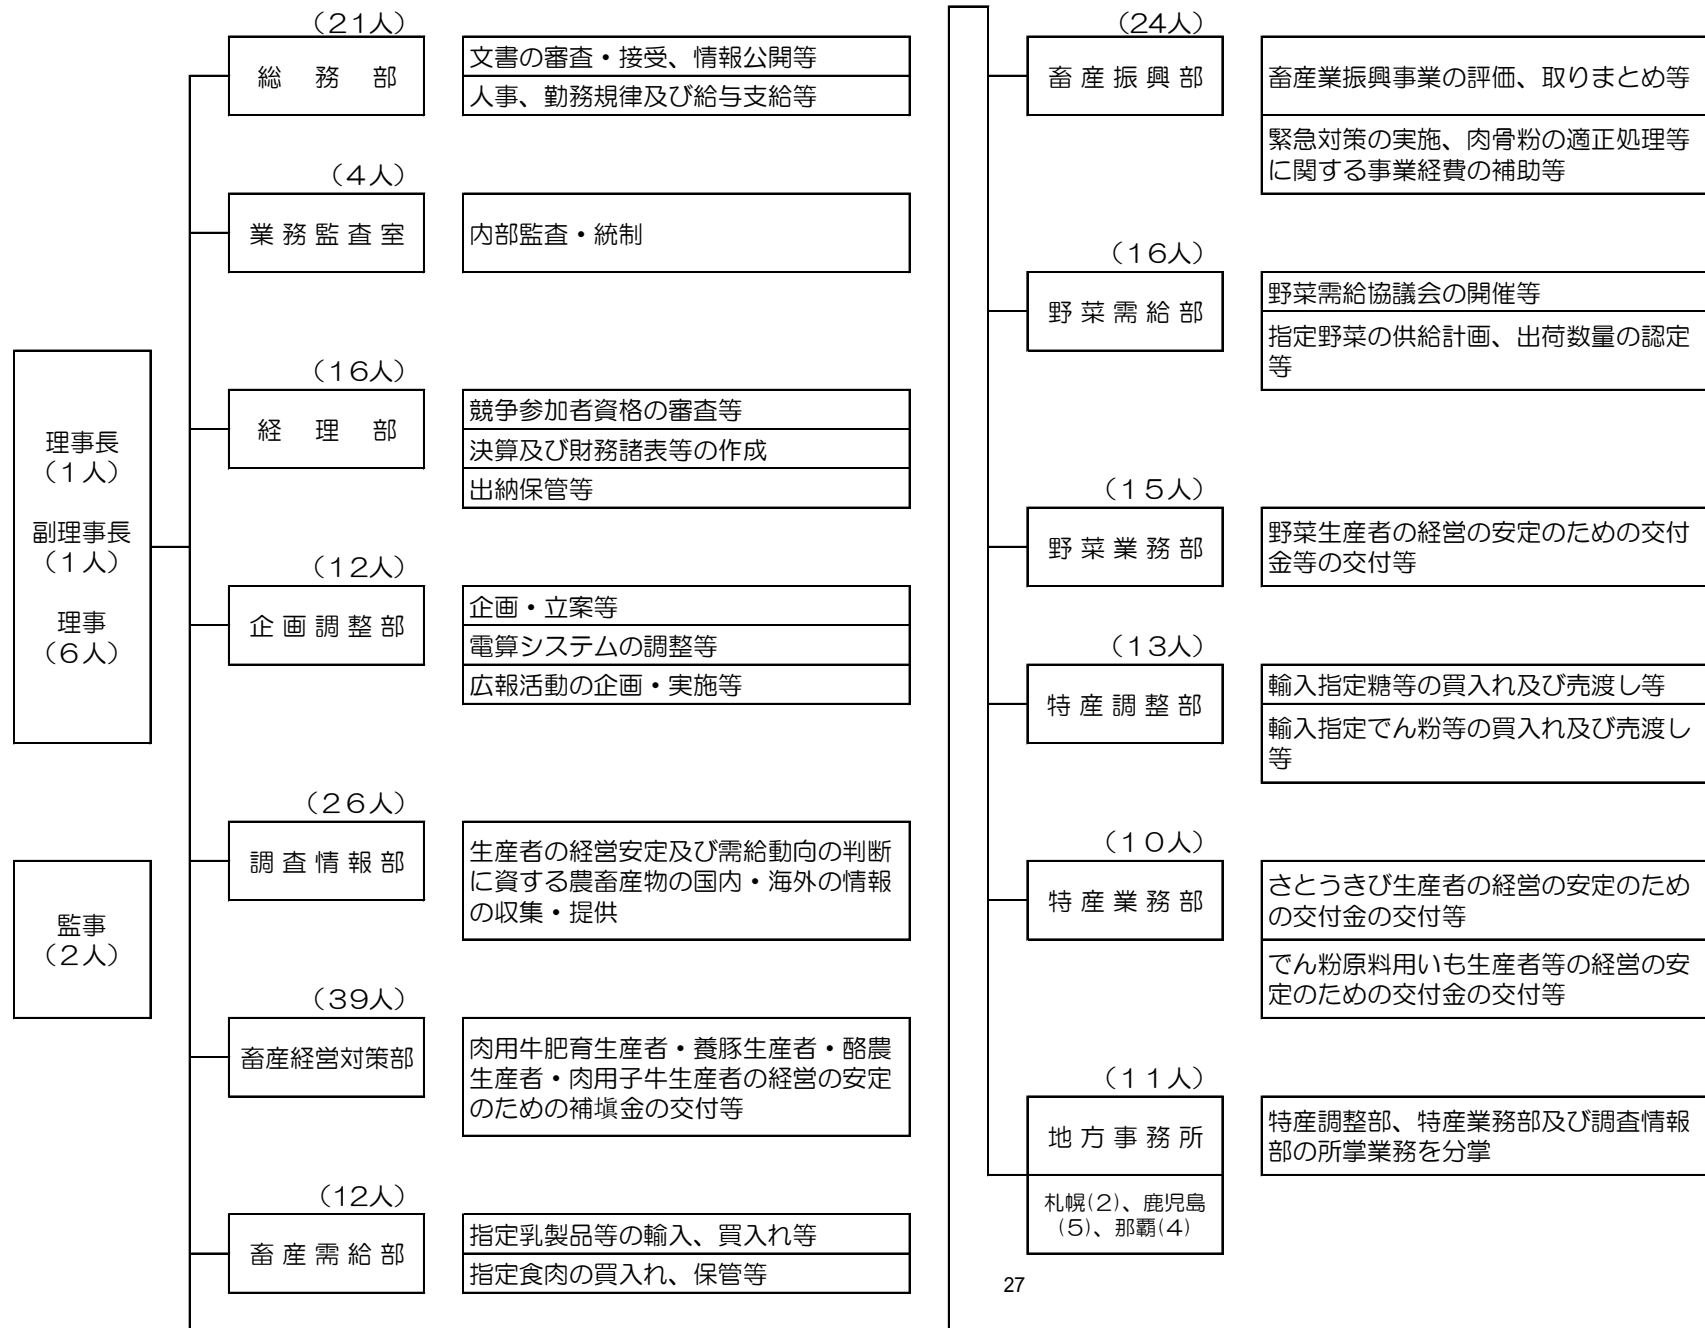 理事長
（1人）
副理事長
（1人）
理事
（6人）
監事
（2人）
（21人）
総務部
文書の審査・接受、情報公開等
人事、勤務規律及び給与支給等
（4人）
業務監査室
内部監査・統制
（16人）
経理部
競争参加者資格の審査等
決算及び財務諸表等の作成
出納保管等
（12人）
企画調整部
企画・立案等
電算システムの調整等
広報活動の企画・実施等
（26人）
調査情報部
生産者の経営安定及び需給動向の判断
に資する農畜産物の国内・海外の情報
の収集・提供
（39人）
畜産経営対策部
肉用牛肥育生産者・養豚生産者・酪農
生産者・肉用子牛生産者の経営の安定
のための補塡金の交付等
（12人）
畜産需給部
指定乳製品等の輸入、買入れ等
指定食肉の買入れ、保管等
（24人）
畜産振興部
畜産業振興事業の評価、取りまとめ等
緊急対策の実施、肉骨粉の適正処理等
に関する事業経費の補助等
（16人）
野菜需給部
野菜需給協議会の開催等
指定野菜の供給計画、出荷数量の認定
等
（15人）
野菜業務部
野菜生産者の経営の安定のための交付
金等の交付等
（13人）
特産調整部
輸入指定糖等の買入れ及び売渡し等
輸入指定でん粉等の買入れ及び売渡し
等
（10人）
特産業務部
さとうきび生産者の経営の安定のため
の交付金の交付等
でん粉原料用いも生産者等の経営の安
定のための交付金の交付等
（11人）
地方事務所
特産調整部、特産業務部及び調査情報
部の所掌業務を分掌
札幌(2)、鹿児島
(5)、那覇(4)
27